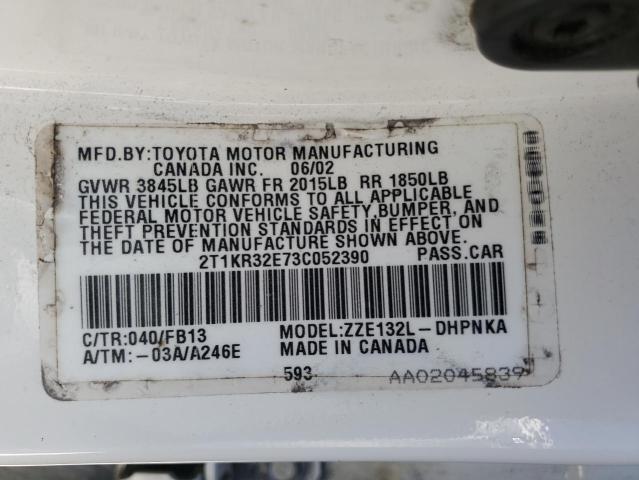 MFD.BY:TOYOTA MOTOR MANUFACTURING
CANADA INC. 06/02
GVWR 3845LB GAWR FR 2015LB RR 1850LB
THIS VEHICLE CONFORMS TO ALL APPLICABLE
FEDERAL MOTOR VEHICLE SAFETY,BUMPER, AND
THEFT PREVENTION STANDARDS IN EFFECT ON
THE DATE OF MANUFACTURE SHOWN ABOVE.
2T1KR32E73C052390 PASS.CAR
C/TR:040/FB13 MODEL:ZZE132L-DHPNKA
A/TM:-03A/A246E MADE IN CANADA
593
AA02045839